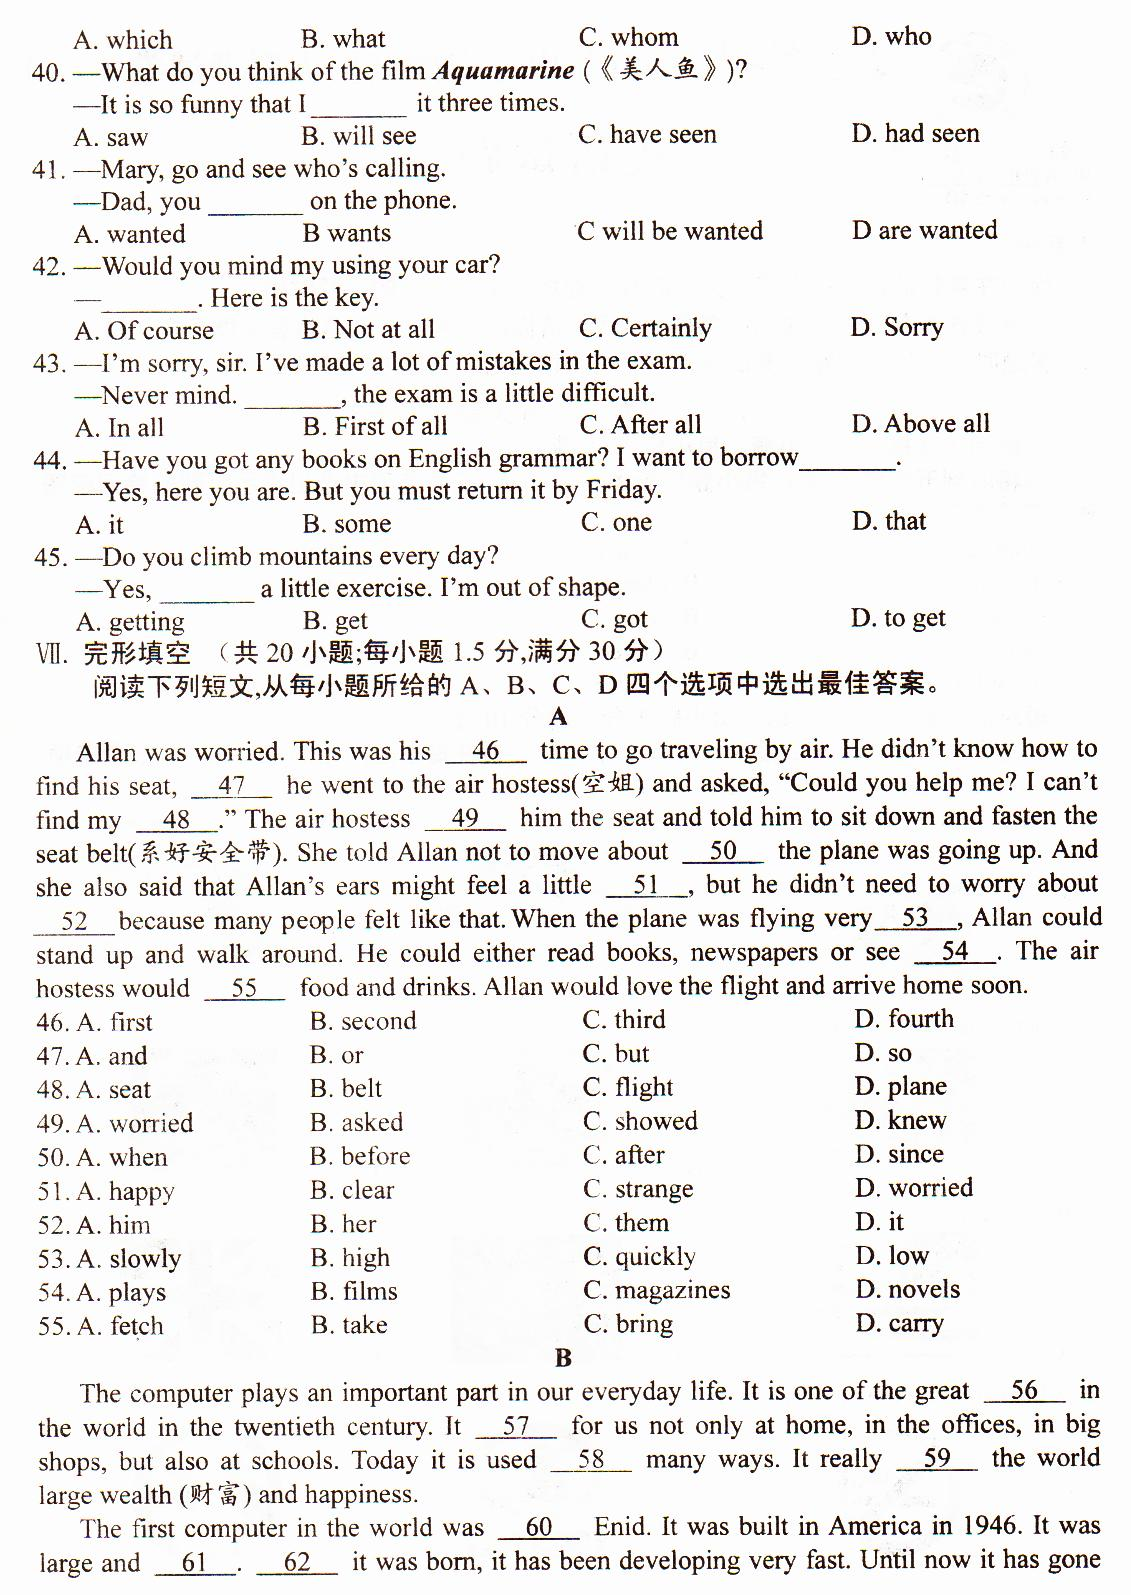 A. which B. what C. whom D. who
40. —What do you think of the film Aquamarine (《美人鱼》)?
—It is so funny that I _______ it three times.
A. saw B. will see C. have seen D. had seen
41. —Mary, go and see who's calling.
—Dad, you _______ on the phone.
A. wanted B wants C will be wanted D are wanted
42. —Would you mind my using your car?
—_______. Here is the key.
A. Of course B. Not at all C. Certainly D. Sorry
43. —I'm sorry, sir. I've made a lot of mistakes in the exam.
—Never mind. _______, the exam is a little difficult.
A. In all B. First of all C. After all D. Above all
44. —Have you got any books on English grammar? I want to borrow_______.
—Yes, here you are. But you must return it by Friday.
A. it B. some C. one D. that
45. —Do you climb mountains every day?
—Yes, _______ a little exercise. I'm out of shape.
A. getting B. get C. got D. to get
Ⅶ. 完形填空 (共 20 小题;每小题 1.5 分,满分 30 分)
阅读下列短文,从每小题所给的 A、B、C、D 四个选项中选出最佳答案。
A
Allan was worried. This was his 46 time to go traveling by air. He didn't know how to
find his seat, 47 he went to the air hostess(空姐) and asked, “Could you help me? I can't
find my 48 .” The air hostess 49 him the seat and told him to sit down and fasten the
seat belt(系好安全带). She told Allan not to move about 50 the plane was going up. And
she also said that Allan's ears might feel a little 51 , but he didn't need to worry about
52 because many people felt like that. When the plane was flying very 53 , Allan could
stand up and walk around. He could either read books, newspapers or see 54 . The air
hostess would 55 food and drinks. Allan would love the flight and arrive home soon.
46. A. first B. second C. third D. fourth
47. A. and B. or C. but D. so
48. A. seat B. belt C. flight D. plane
49. A. worried B. asked C. showed D. knew
50. A. when B. before C. after D. since
51. A. happy B. clear C. strange D. worried
52. A. him B. her C. them D. it
53. A. slowly B. high C. quickly D. low
54. A. plays B. films C. magazines D. novels
55. A. fetch B. take C. bring D. carry
B
The computer plays an important part in our everyday life. It is one of the great 56 in
the world in the twentieth century. It 57 for us not only at home, in the offices, in big
shops, but also at schools. Today it is used 58 many ways. It really 59 the world
large wealth (财富) and happiness.
The first computer in the world was 60 Enid. It was built in America in 1946. It was
large and 61 . 62 it was born, it has been developing very fast. Until now it has gone